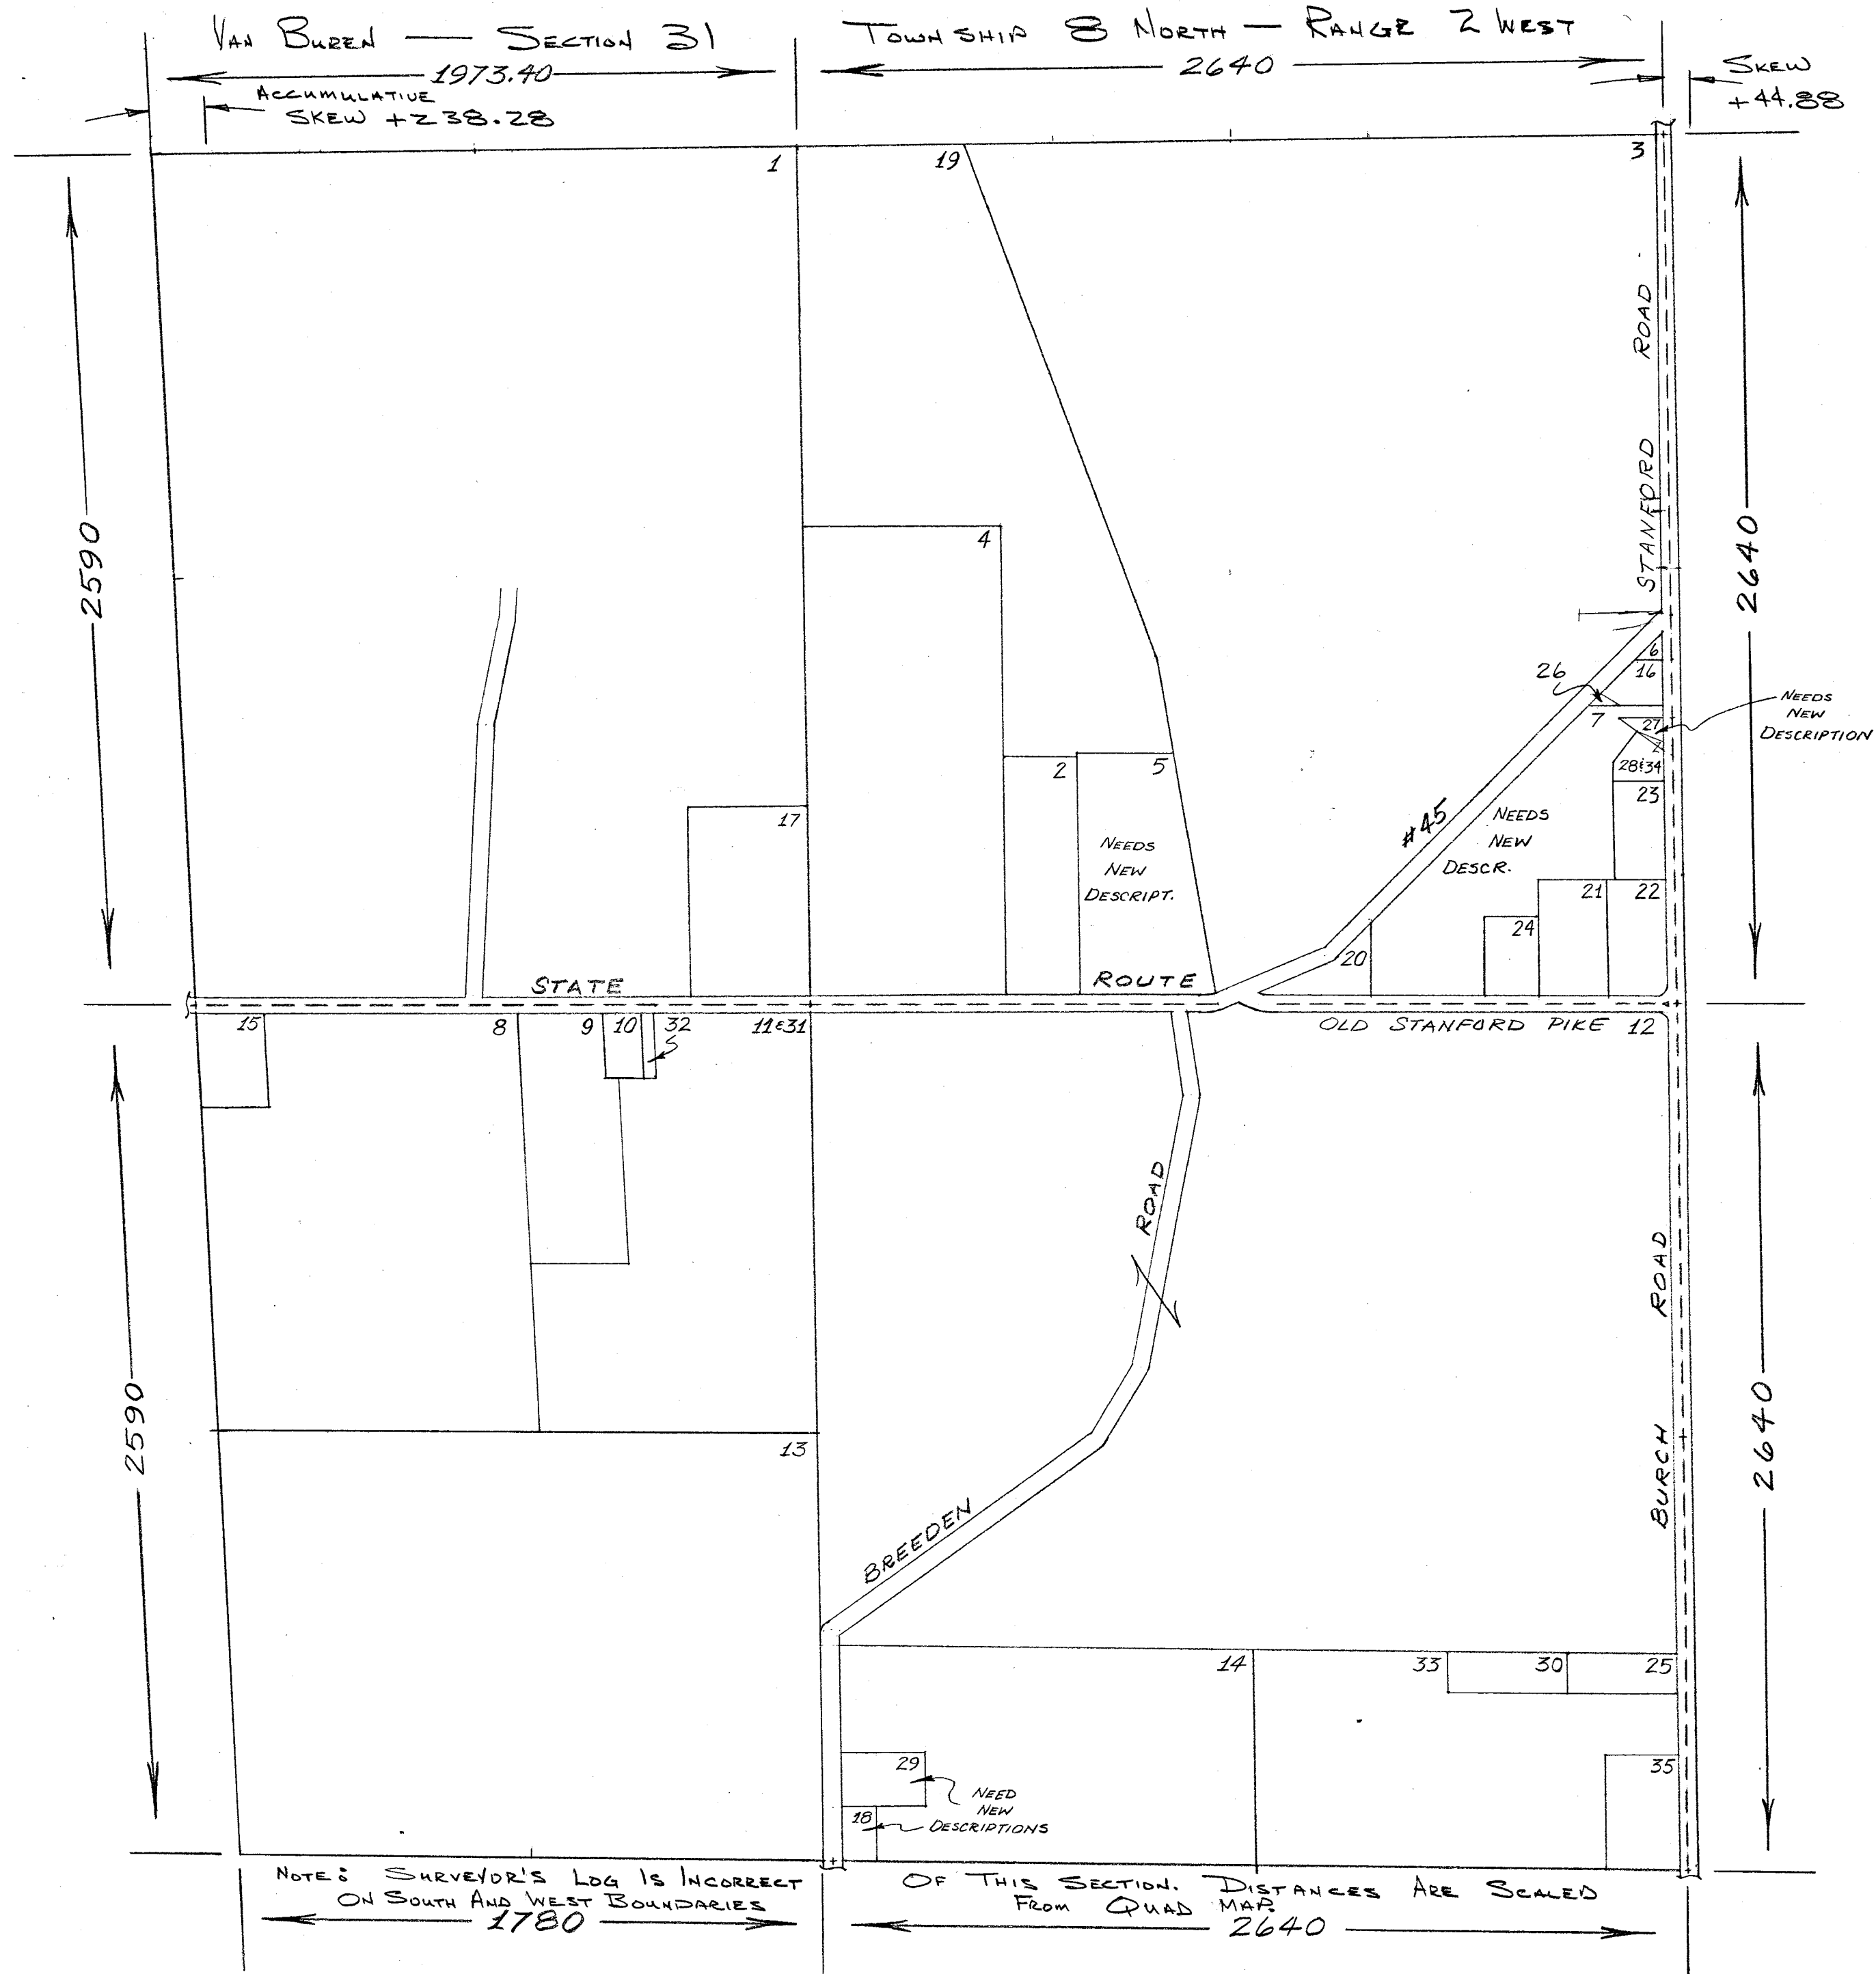 VAN BUREN — SECTION 31
TOWNSHIP 8 NORTH — RANGE 2 WEST
1973.40
2640
SKEW
+44.88
ACCUMULATIVE
SKEW +238.28
1
19
3
2590
2640
STANFORD ROAD
4
6
16
26
7
27
Z
NEEDS
NEW
DESCRIPTION
28&34
23
2
5
17
#45
NEEDS
NEW
DESCR.
NEEDS
NEW
DESCRIPT.
21
22
24
20
STATE ROUTE
OLD STANFORD PIKE 12
15
8
9
10
32
11&31
ROAD
2590
2640
BURCH ROAD
13
BREEDEN
14
33
30
25
29
NEED
NEW
DESCRIPTIONS
18
35
NOTE: SURVEYOR'S LOG IS INCORRECT
ON SOUTH AND WEST BOUNDARIES
OF THIS SECTION. DISTANCES ARE SCALED
FROM QUAD MAP.
1780
2640